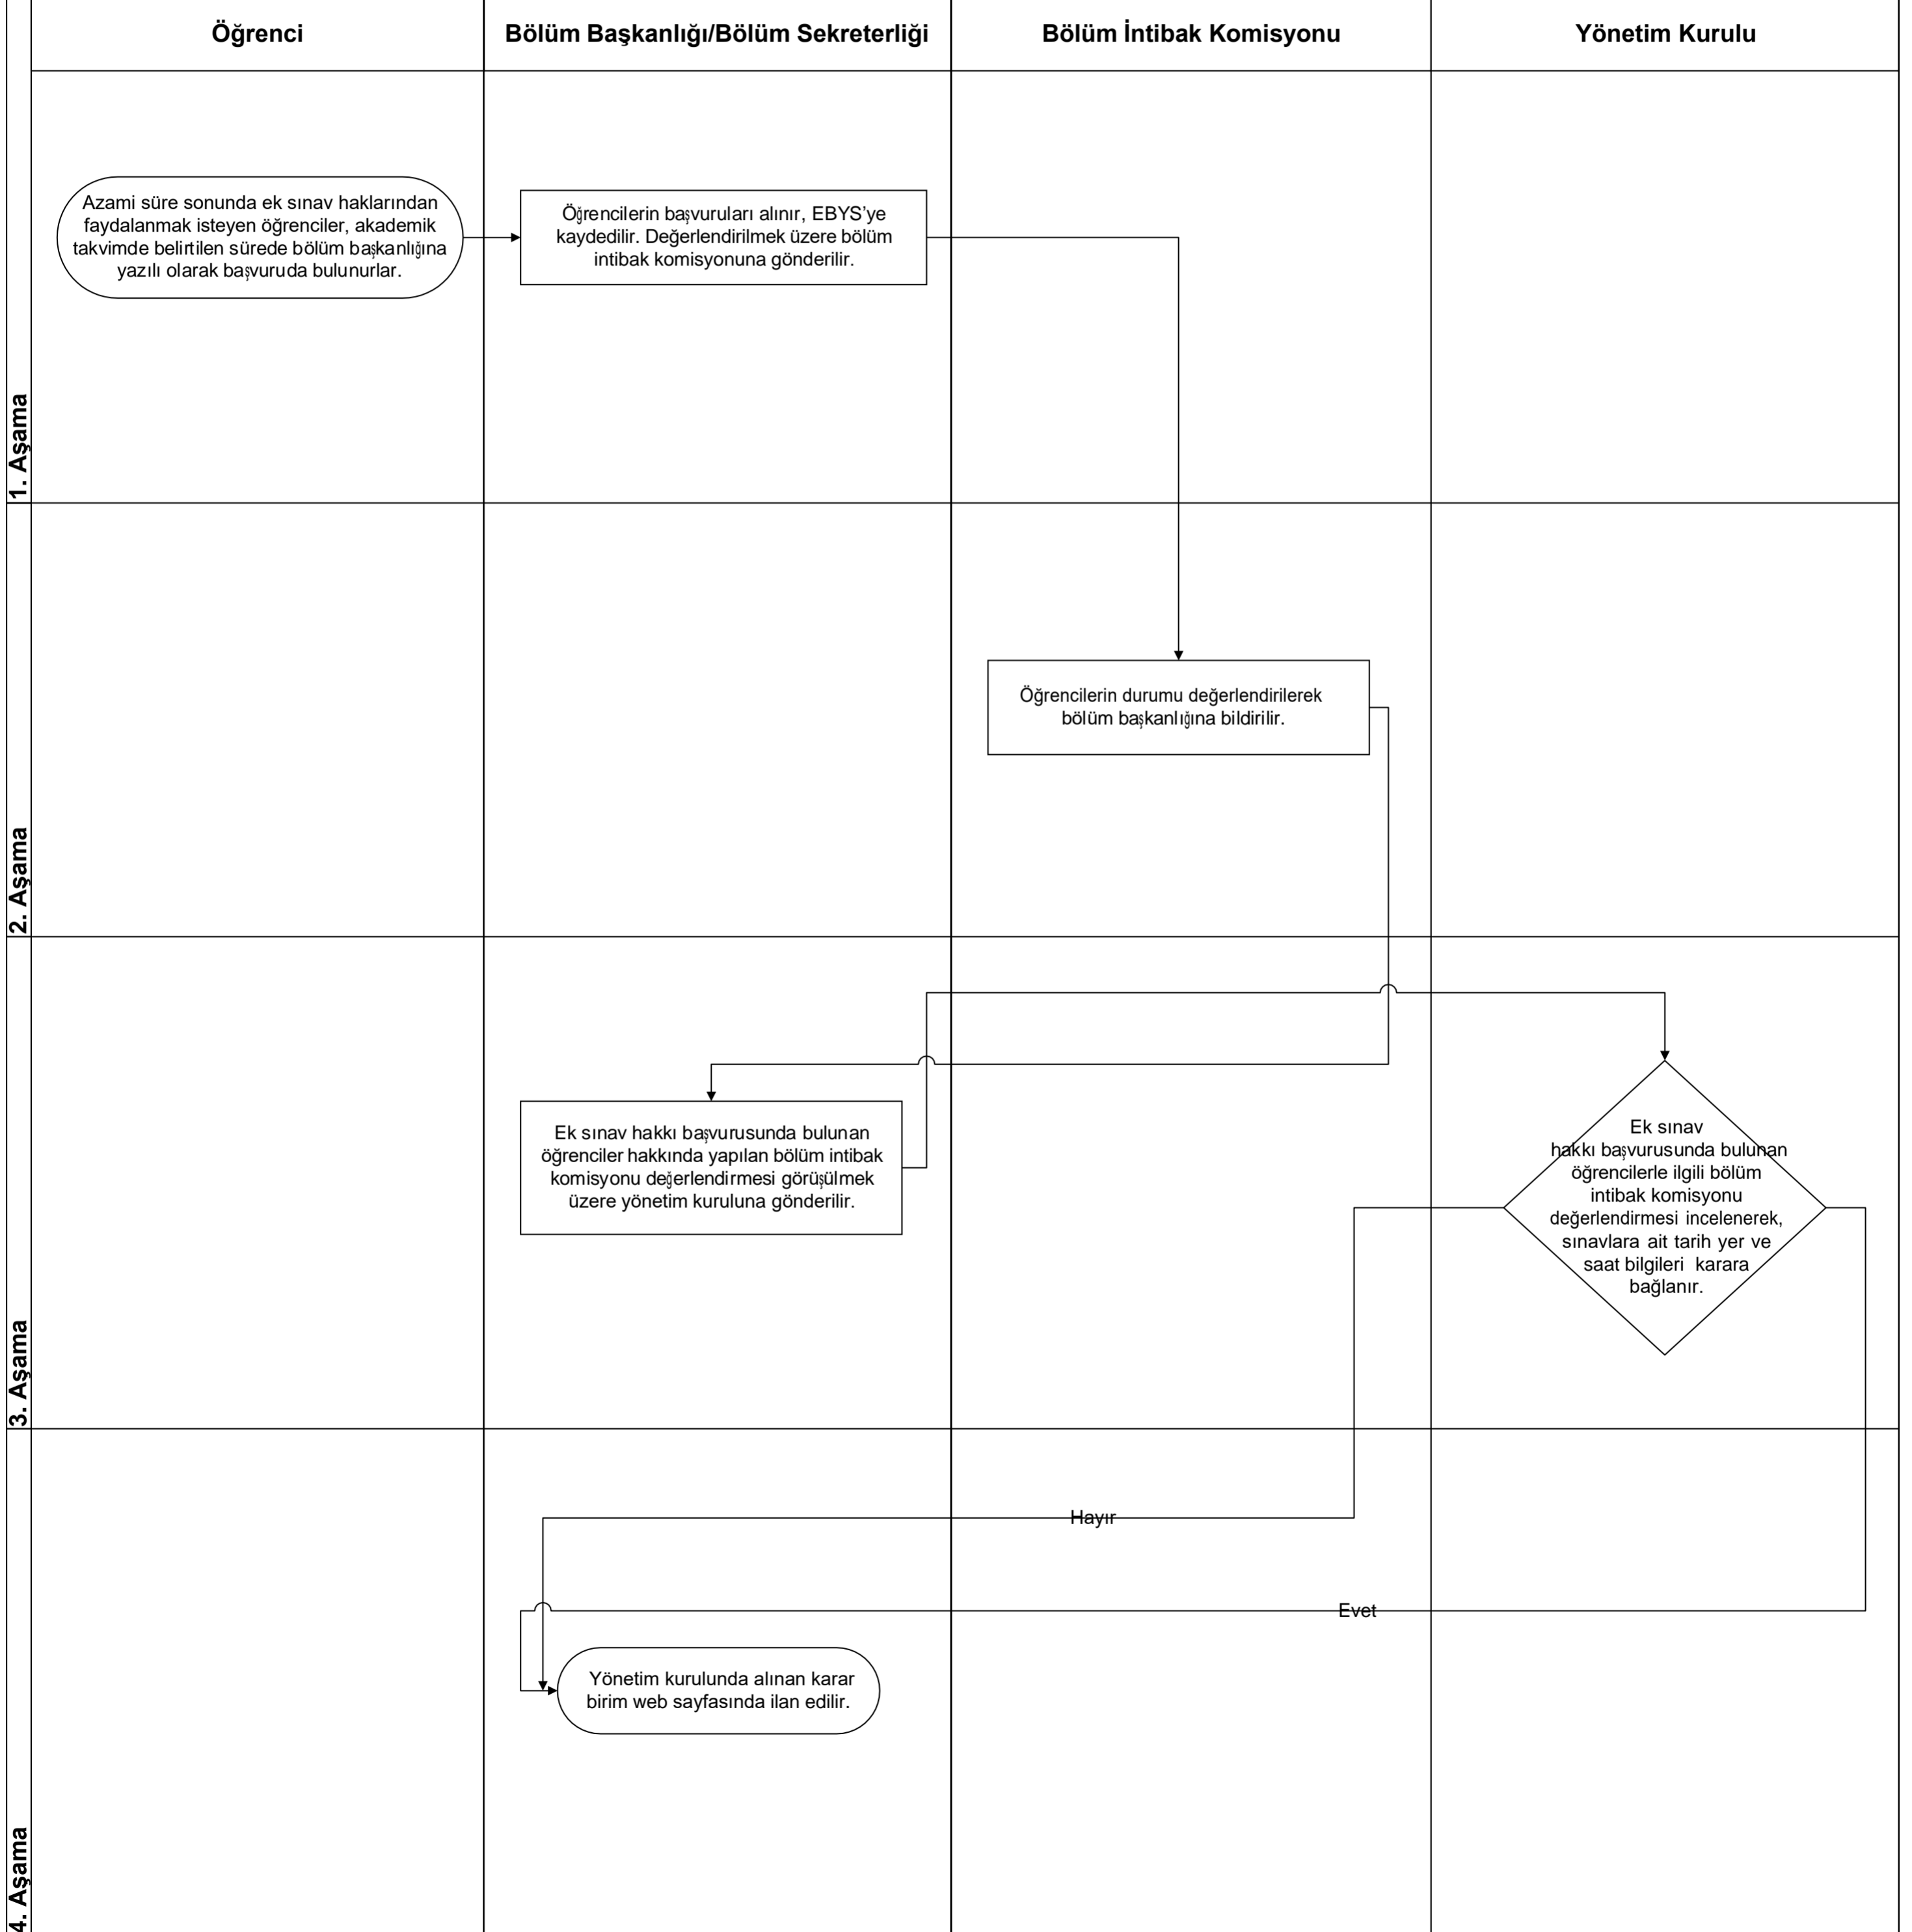 Öğrenci
Bölüm Başkanlığı/Bölüm Sekreterliği
Bölüm İntibak Komisyonu
Yönetim Kurulu
1. Aşama
Azami süre sonunda ek sınav haklarından
faydalanmak isteyen öğrenciler, akademik
takvimde belirtilen sürede bölüm başkanlığına
yazılı olarak başvuruda bulunurlar.
Öğrencilerin başvuruları alınır, EBYS’ye
kaydedilir. Değerlendirilmek üzere bölüm
intibak komisyonuna gönderilir.
2. Aşama
Öğrencilerin durumu değerlendirilerek
bölüm başkanlığına bildirilir.
3. Aşama
Ek sınav hakkı başvurusunda bulunan
öğrenciler hakkında yapılan bölüm intibak
komisyonu değerlendirmesi görüşülmek
üzere yönetim kuruluna gönderilir.
Ek sınav
hakkı başvurusunda bulunan
öğrencilerle ilgili bölüm
intibak komisyonu
değerlendirmesi incelenerek,
sınavlara ait tarih yer ve
saat bilgileri karara
bağlanır.
4. Aşama
Hayır
Evet
Yönetim kurulunda alınan karar
birim web sayfasında ilan edilir.